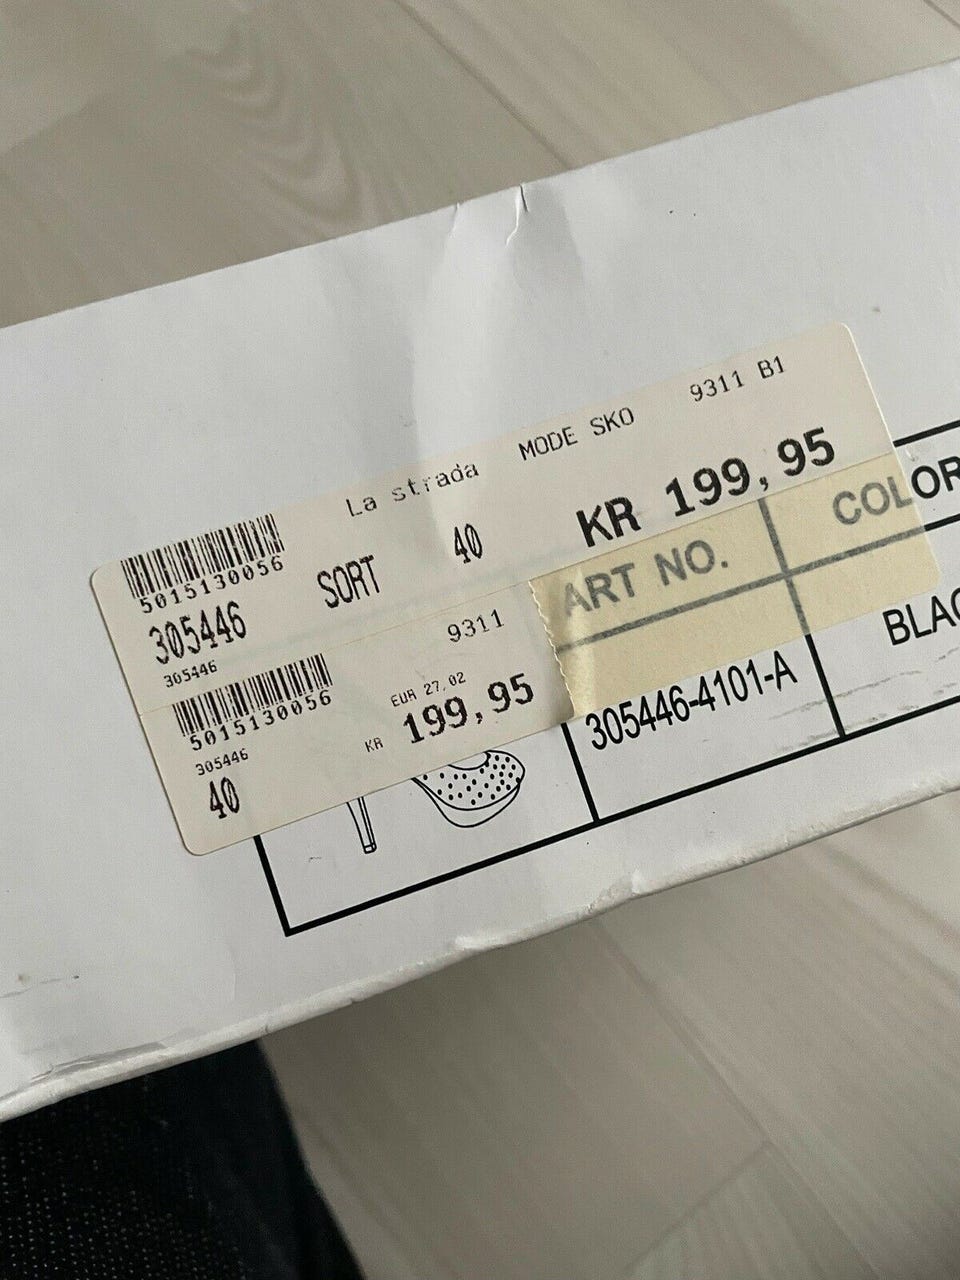 La strada MODE SKO 9311 B1
5015130056
305446 SORT 40 KR 199,95
305446
9311
5015130056
EUR 27,02
305446
KR 199,95
40
ART NO. COLOR
305446-4101-A